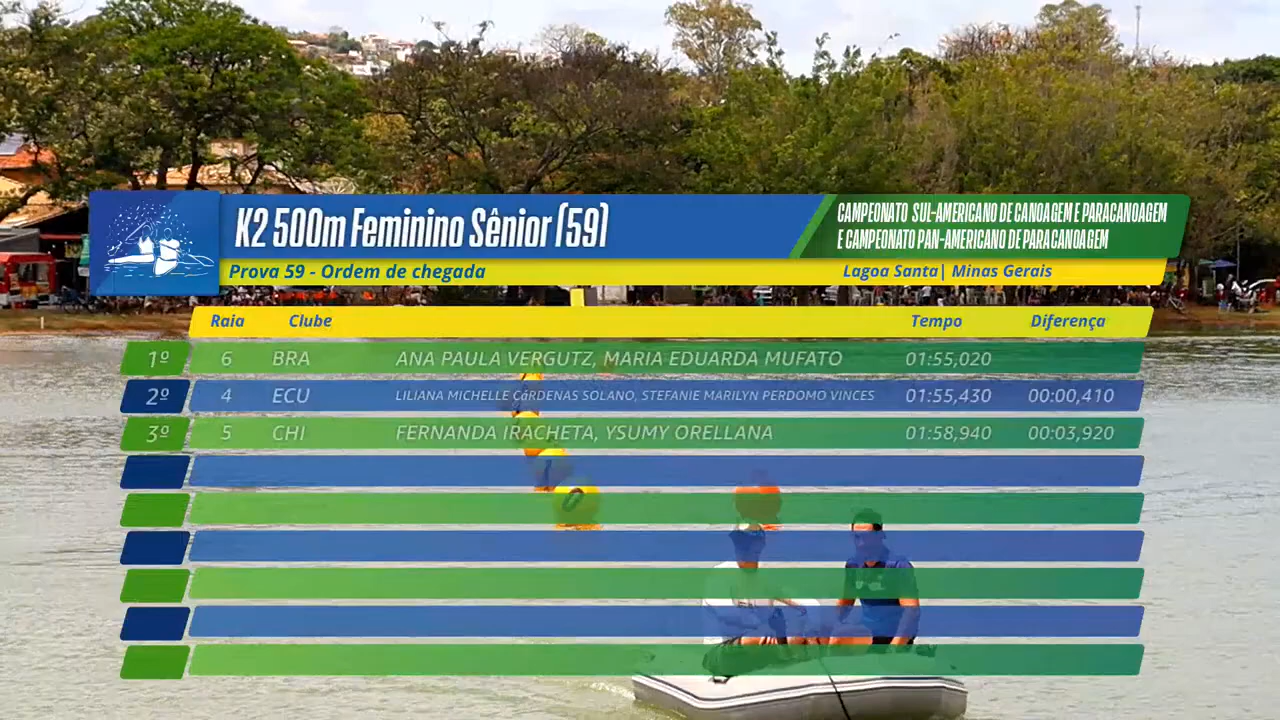 K2 500m Feminino Sênior (59)
CAMPEONATO SUL-AMERICANO DE CANOAGEM E PARACANOAGEM
E CAMPEONATO PAN-AMERICANO DE PARACANOAGEM
Prova 59 - Ordem de chegada
Lagoa Santa| Minas Gerais
Raia Clube Tempo Diferença
1º 6 BRA ANA PAULA VERGUTZ, MARIA EDUARDA MUFATO 01:55,020
2º 4 ECU LILIANA MICHELLE CóRDENAS SOLANO, STEFANIE MARILYN PERDOMO VINCES 01:55,430 00:00,410
3º 5 CHI FERNANDA IRACHETA, YSUMY ORELLANA 01:58,940 00:03,920